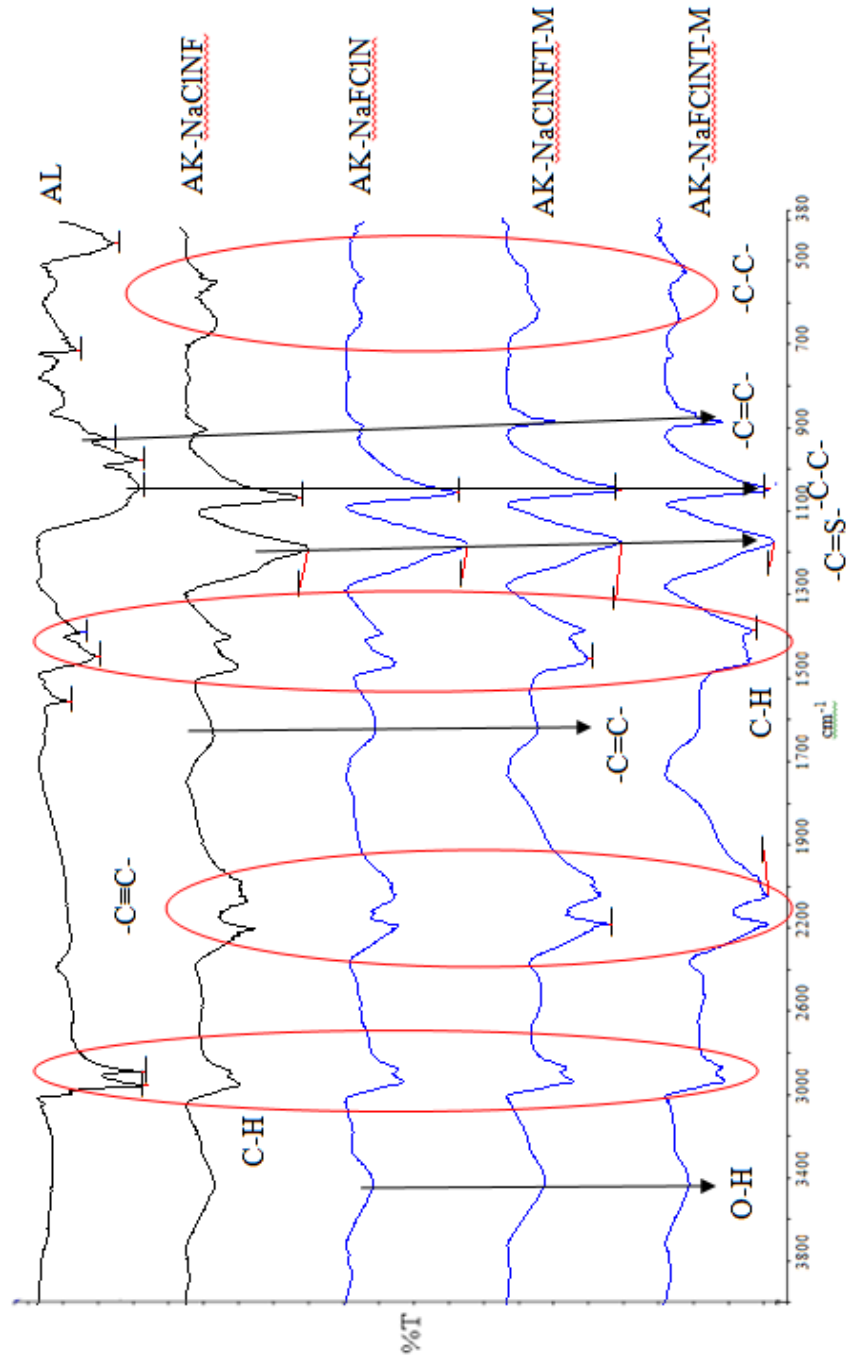 AL
-C≡C-
AK-NaClNF
C-H
AK-NaFClN
%T
AK-NaClNFT-M
-C=C-
AK-NaFClNT-M
O-H
-C=C-
-C-C-
C-H
3800 3400 3000 2600 2200 1900 1700 1500 1300 1100 900 700 500 380
cm⁻¹
-C-C-
-C=S-